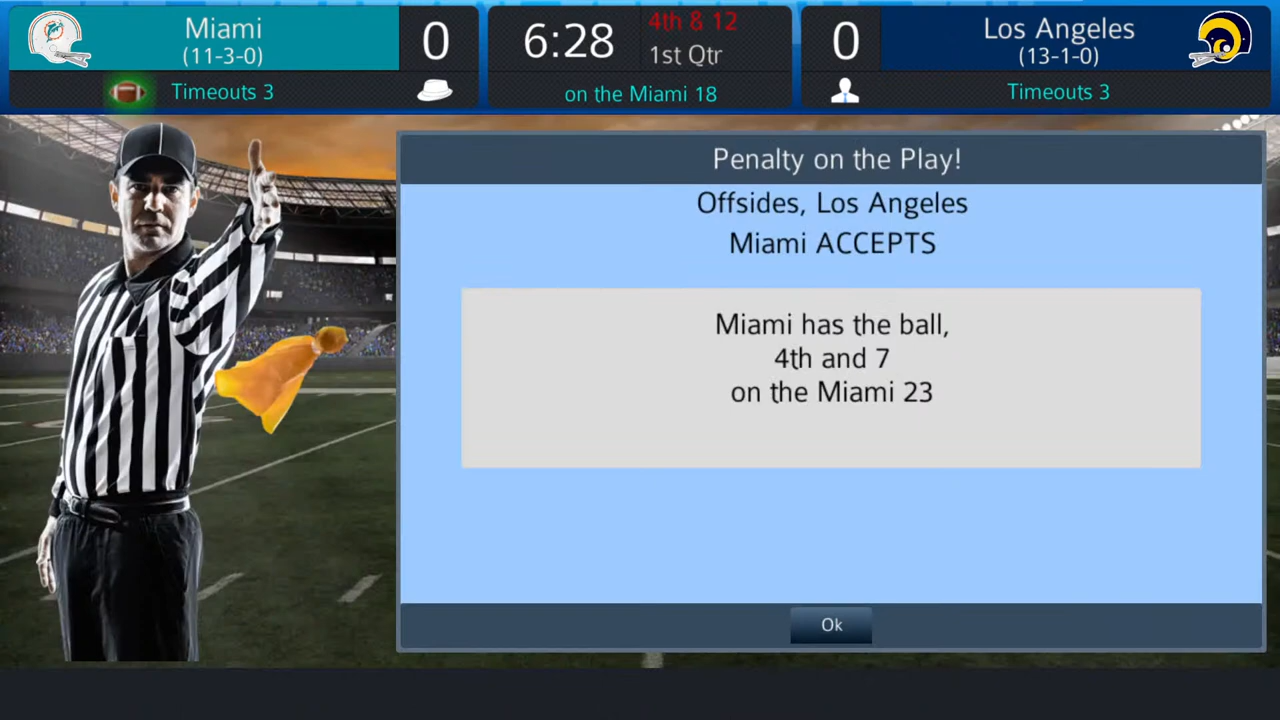 Miami
(11-3-0)
0
Timeouts 3
6:28
4th & 12
1st Qtr
on the Miami 18
0
Los Angeles
(13-1-0)
Timeouts 3
Penalty on the Play!
Offsides, Los Angeles
Miami ACCEPTS
Miami has the ball,
4th and 7
on the Miami 23
Ok